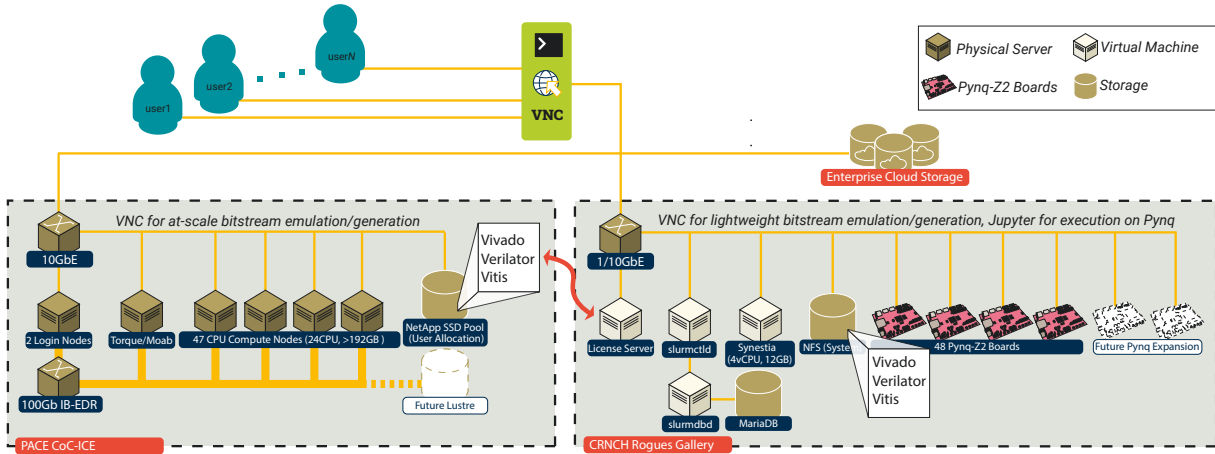 userN
user2
user1
VNC
Physical Server
Virtual Machine
Pynq-Z2 Boards
Storage
Enterprise Cloud Storage
VNC for at-scale bitstream emulation/generation
10GbE
Vivado
Verilator
Vitis
2 Login Nodes
Torque/Moab
47 CPU Compute Nodes (24CPU, >192GB )
NetApp SSD Pool
(User Allocation)
100Gb IB-EDR
Future Lustre
PACE CoC-ICE
VNC for lightweight bitstream emulation/generation, Jupyter for execution on Pynq
1/10GbE
License Server
slurmctld
Synestia
(4vCPU, 12GB)
NFS (Syste
48 Pynq-Z2 Boards
Future Pynq Expansion
Vivado
Verilator
Vitis
slurmdbd
MariaDB
CRNCH Rogues Gallery